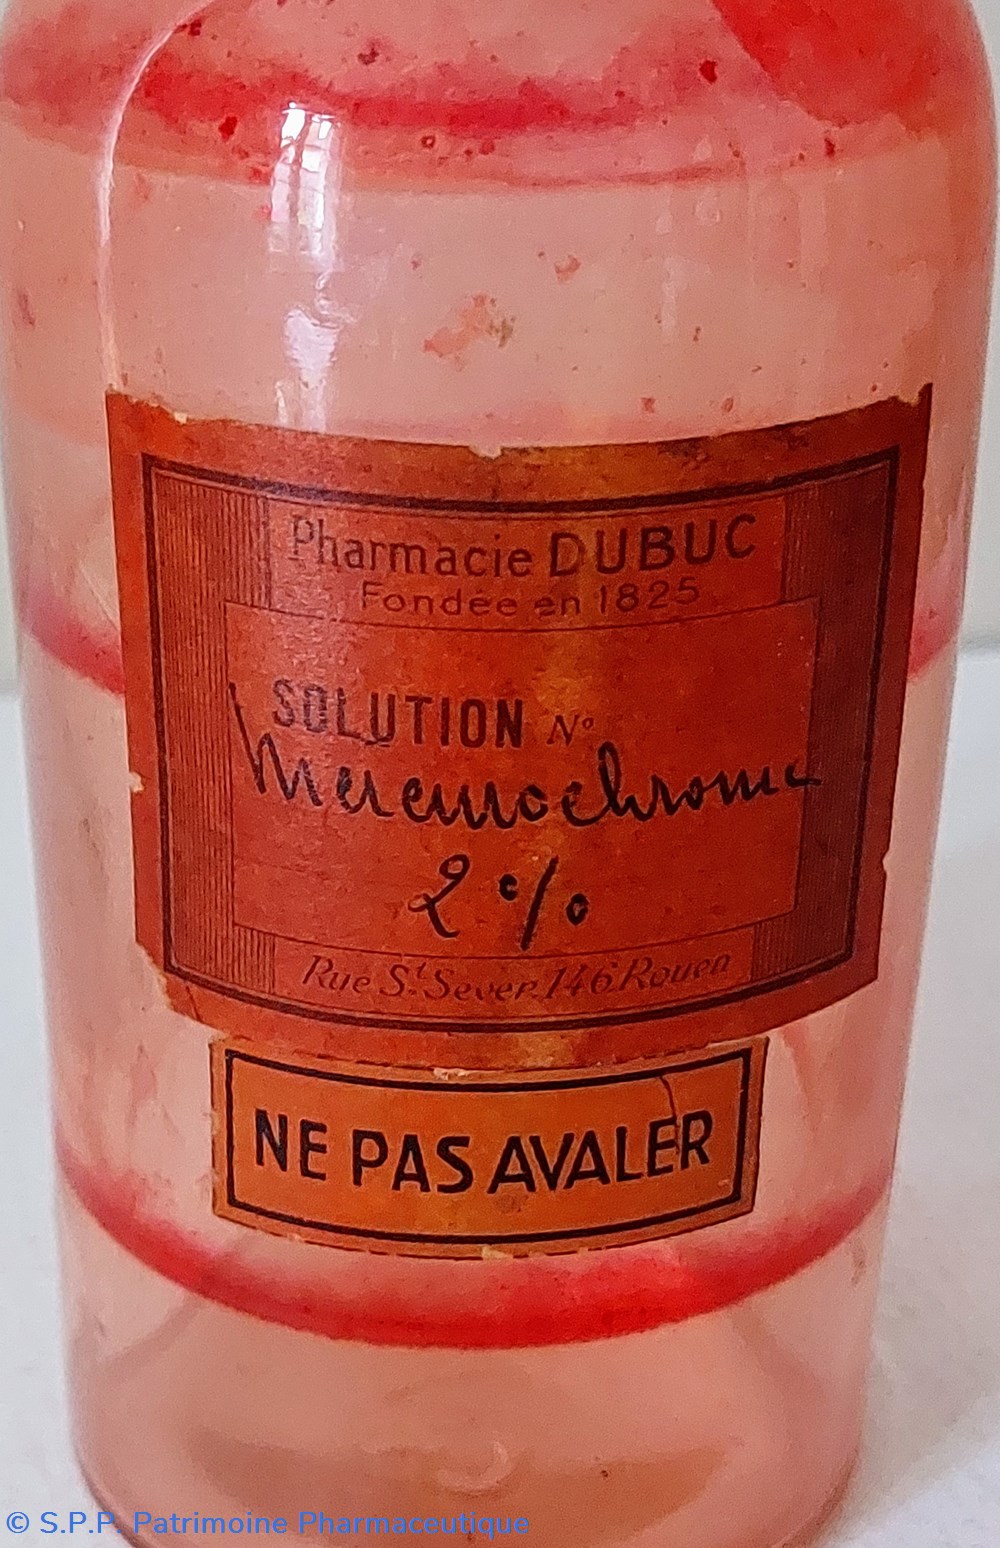 Pharmacie DUBUC
Fondée en 1825
SOLUTION No
Mercurochrome
2 %
Rue St. Sever. 146. Rouen
NE PAS AVALER
© S.P.P. Patrimoine Pharmaceutique